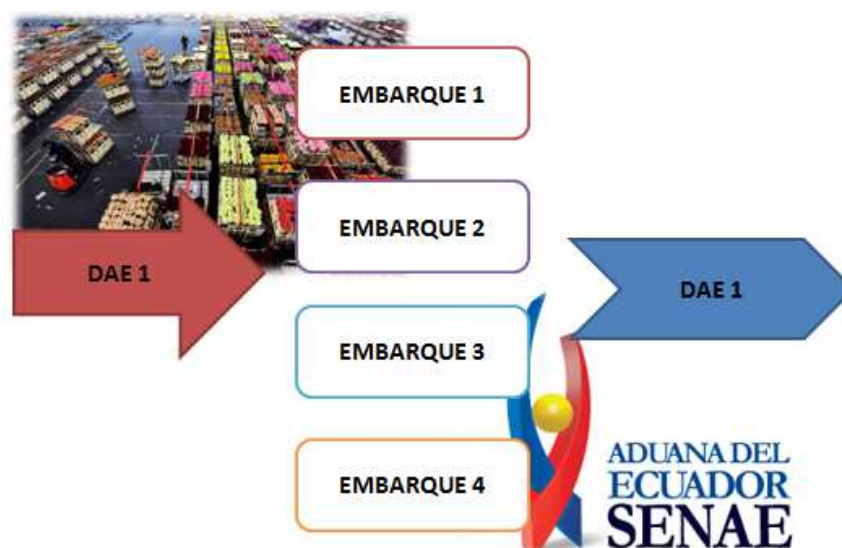 EMBARQUE 1
EMBARQUE 2
DAE 1
DAE 1
EMBARQUE 3
EMBARQUE 4
ADUANA DEL
ECUADOR
SENAE